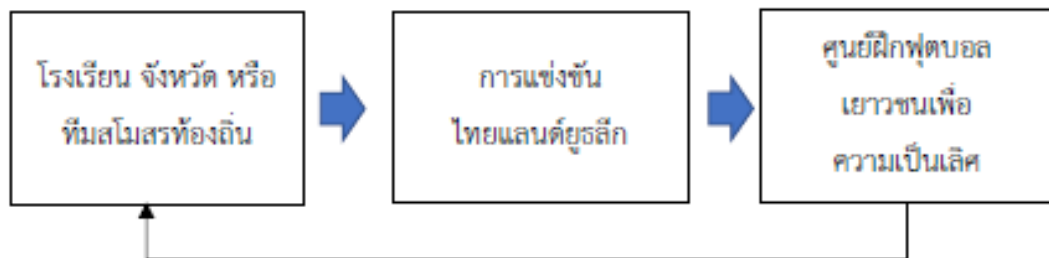 โรงเรียน จังหวัด หรือ
ทีมสโมสรท้องถิ่น
การแข่งขัน
ไทยแลนด์ยูธลีก
ศูนย์ฝึกฟุตบอล
เยาวชนเพื่อ
ความเป็นเลิศ